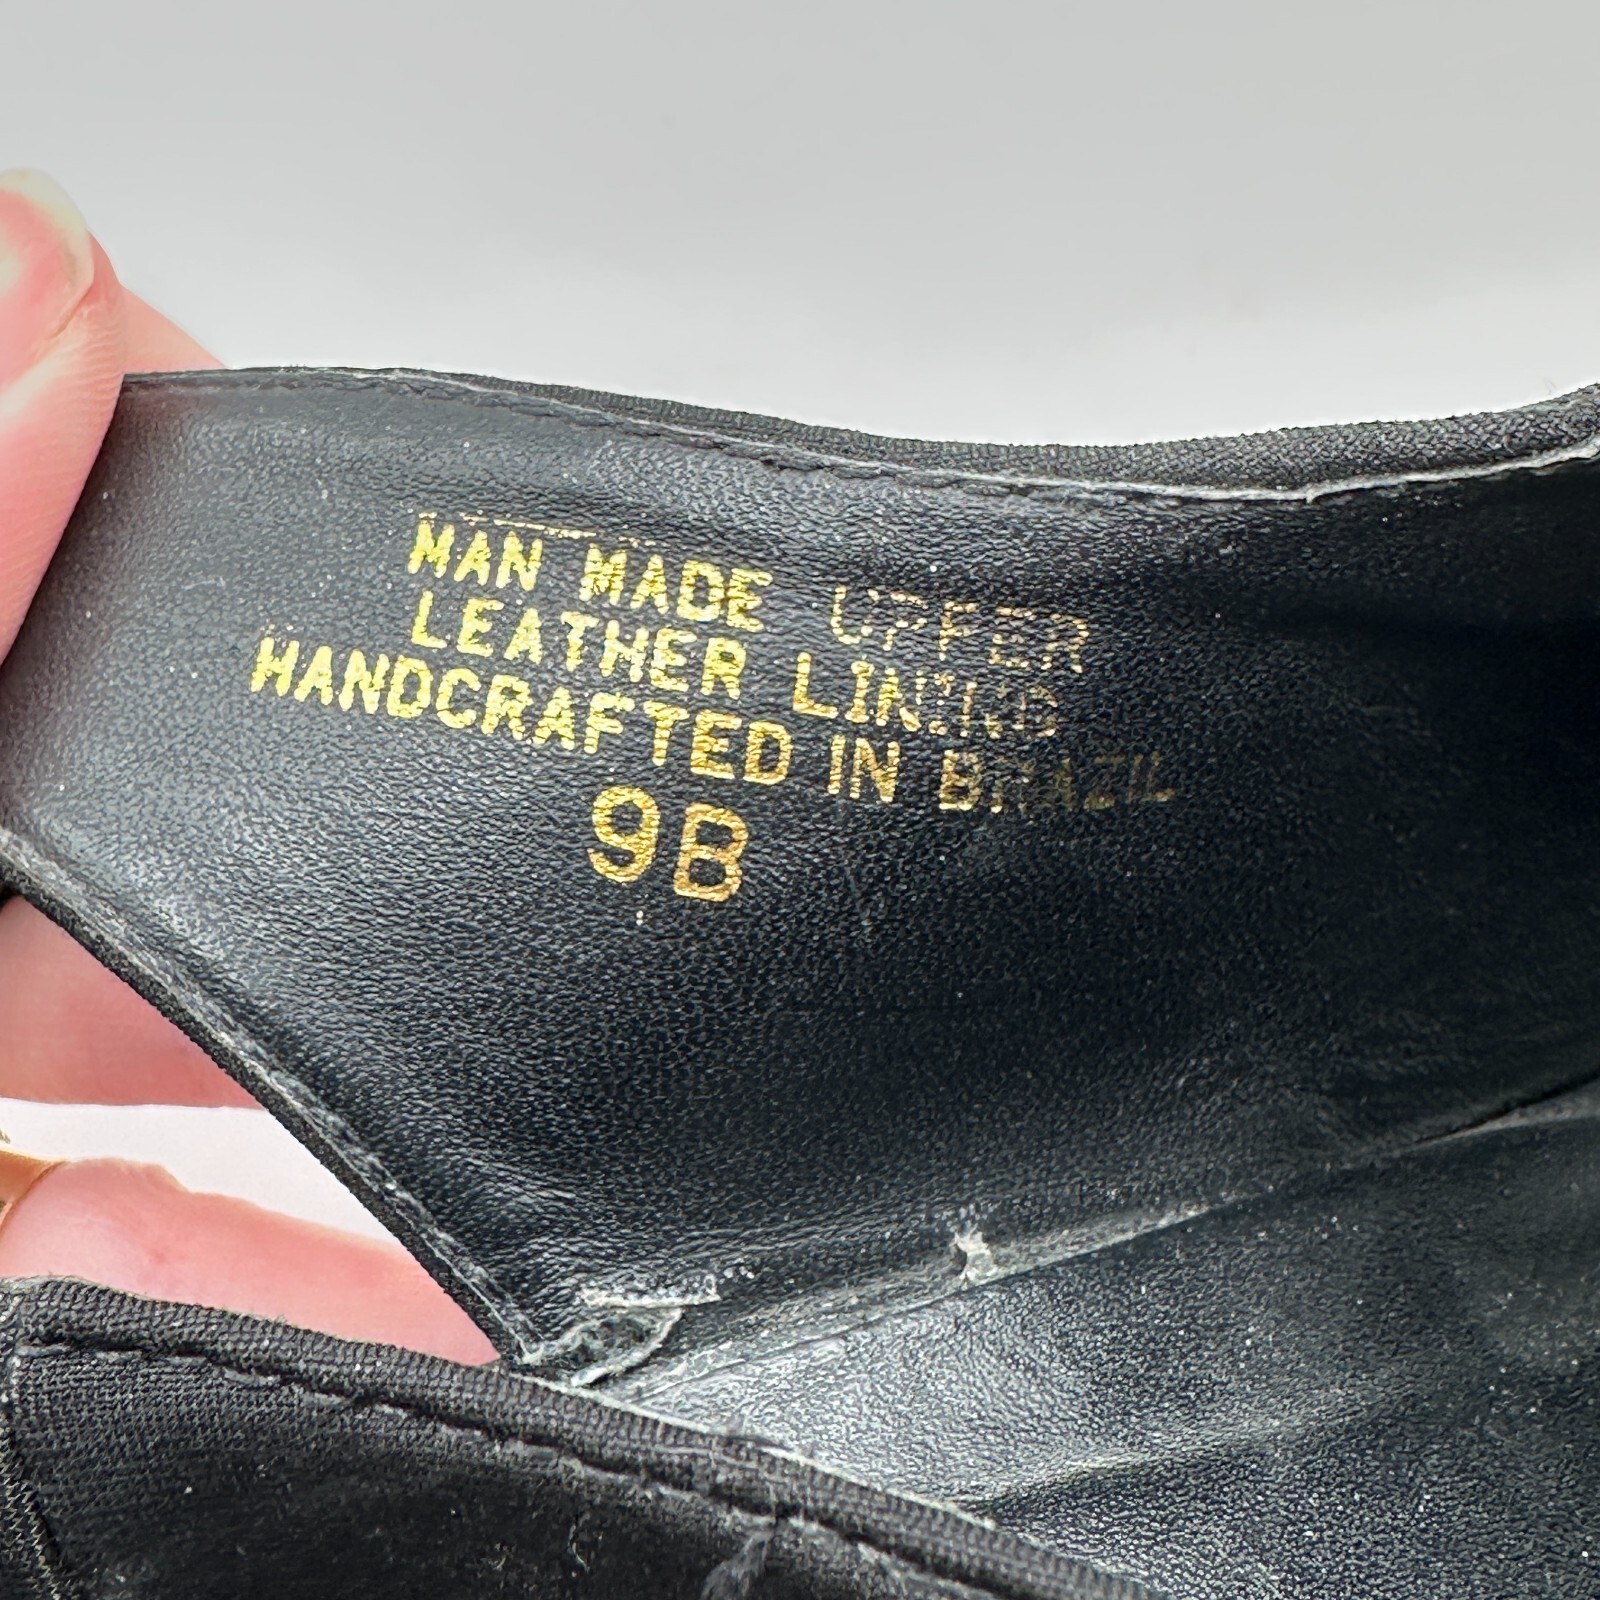 MAN MADE UPPER
LEATHER LINING
HANDCRAFTED IN BRAZIL
9B